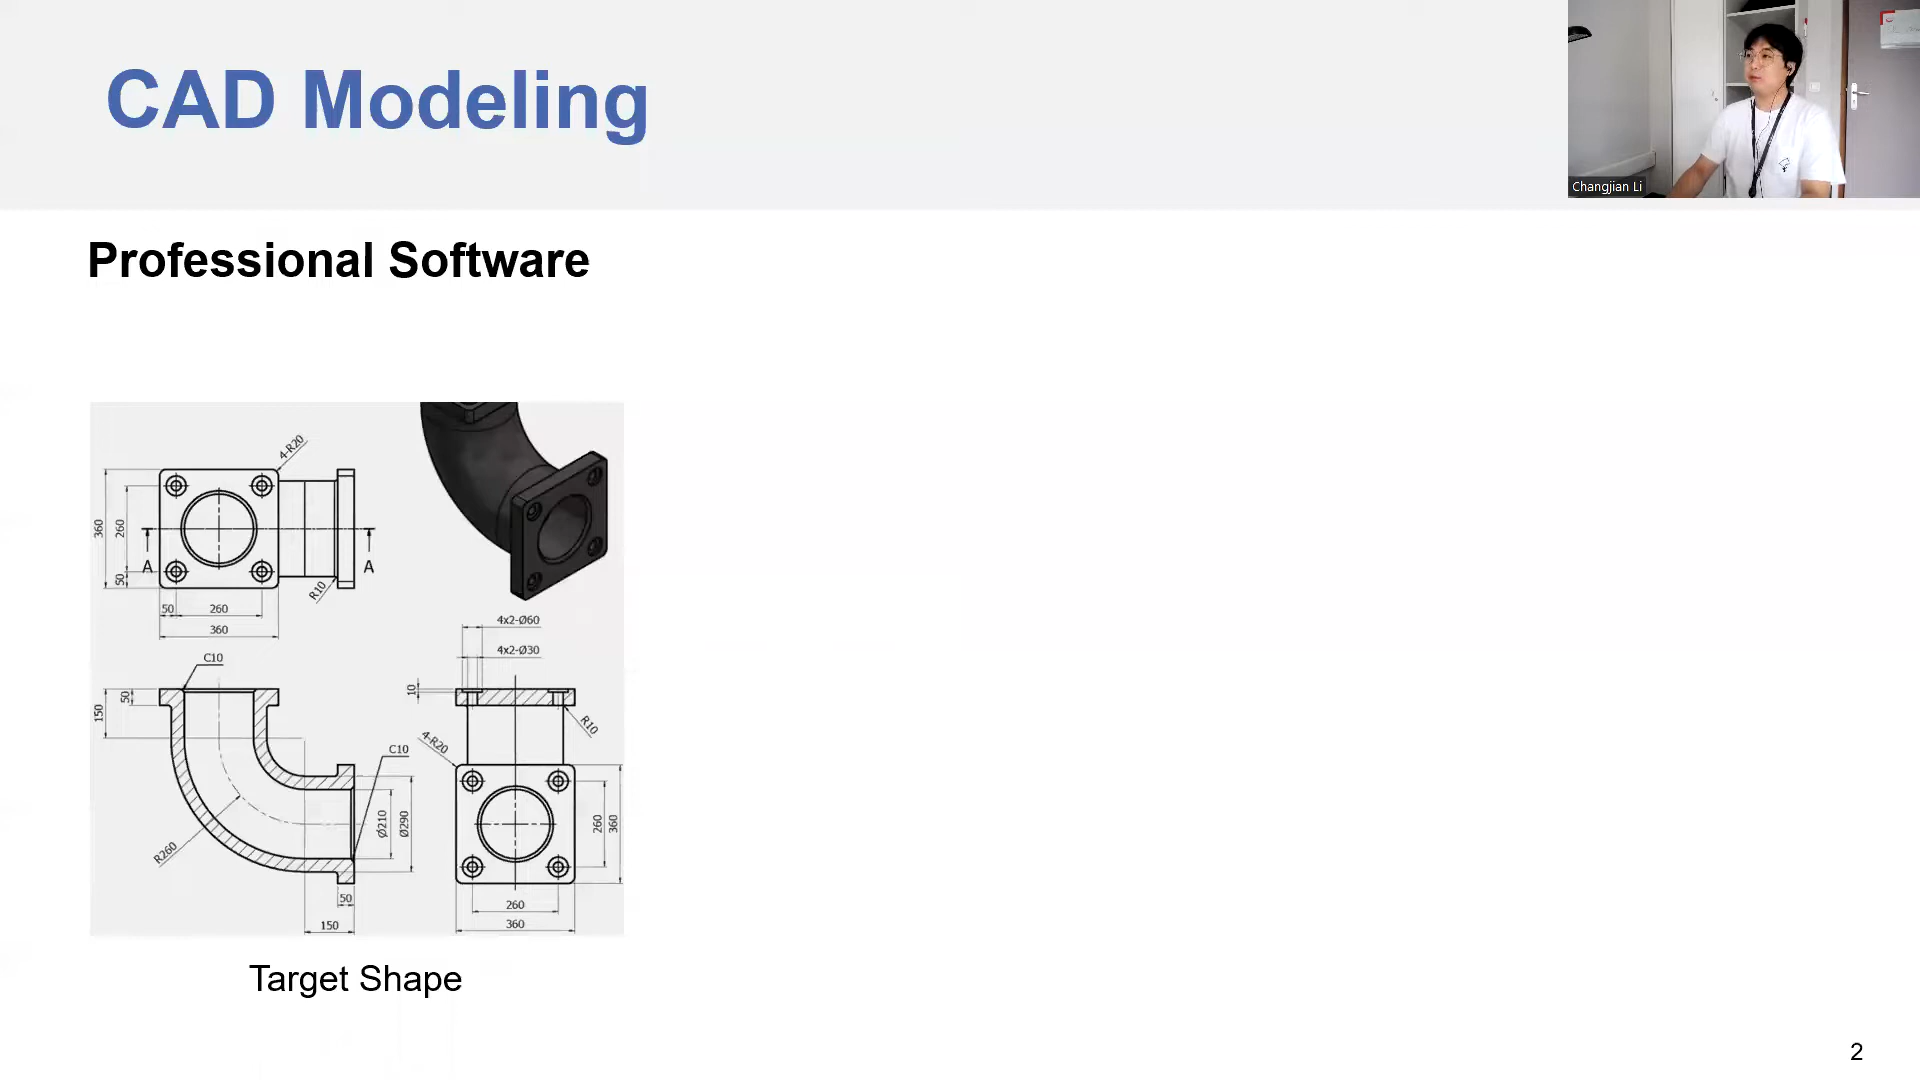 CAD Modeling
Changjian Li
Professional Software
4-R20
360
260
50
A
A
R10
50
260
360
4x2-Ø60
4x2-Ø30
C10
50
150
10
R10
4-R20
C10
Ø210
Ø290
260
360
R260
50
150
260
360
Target Shape
2